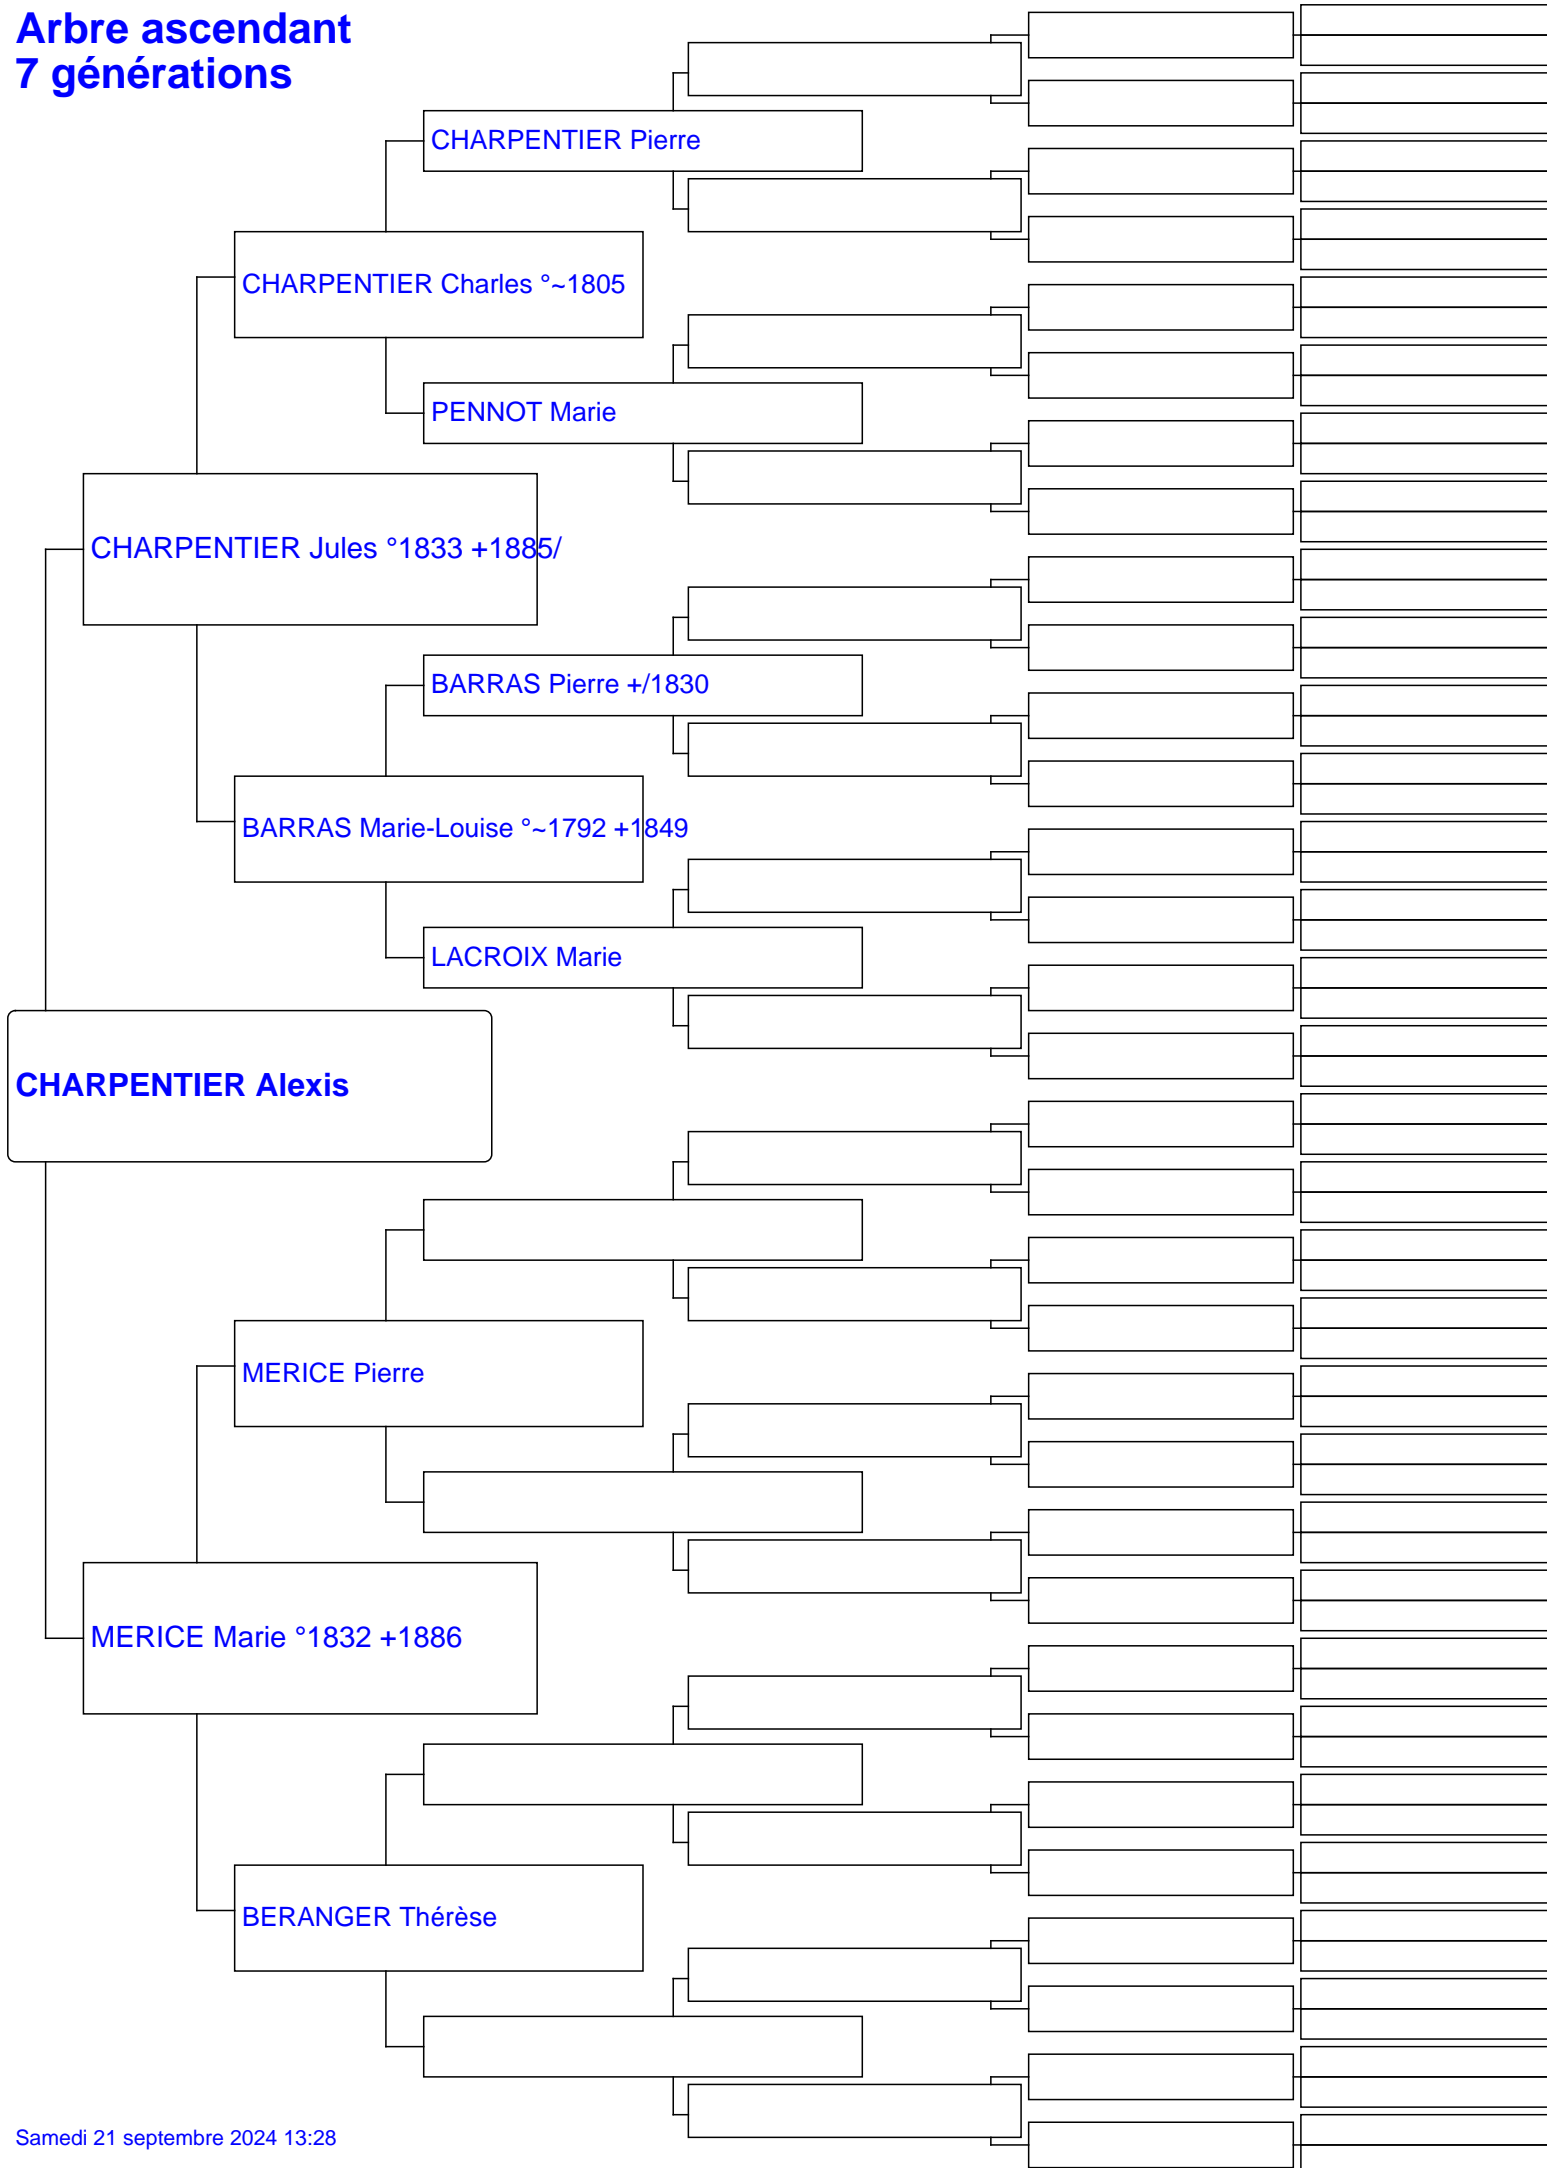 Arbre ascendant
7 générations
CHARPENTIER Pierre
CHARPENTIER Charles °~1805
PENNOT Marie
CHARPENTIER Jules °1833 +1885/
BARRAS Pierre +/1830
BARRAS Marie-Louise °~1792 +1849
LACROIX Marie
CHARPENTIER Alexis
MERICE Pierre
MERICE Marie °1832 +1886
BERANGER Thérèse
Samedi 21 septembre 2024 13:28